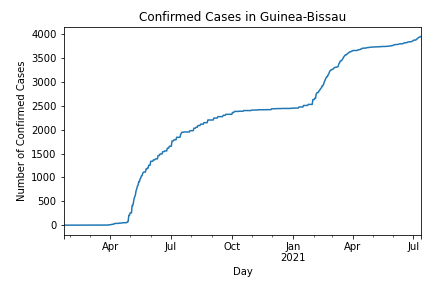 Confirmed Cases in Guinea-Bissau
Number of Confirmed Cases
4000
3500
3000
2500
2000
1500
1000
500
0
Apr
Jul
Oct
Jan
2021
Apr
Jul
Day